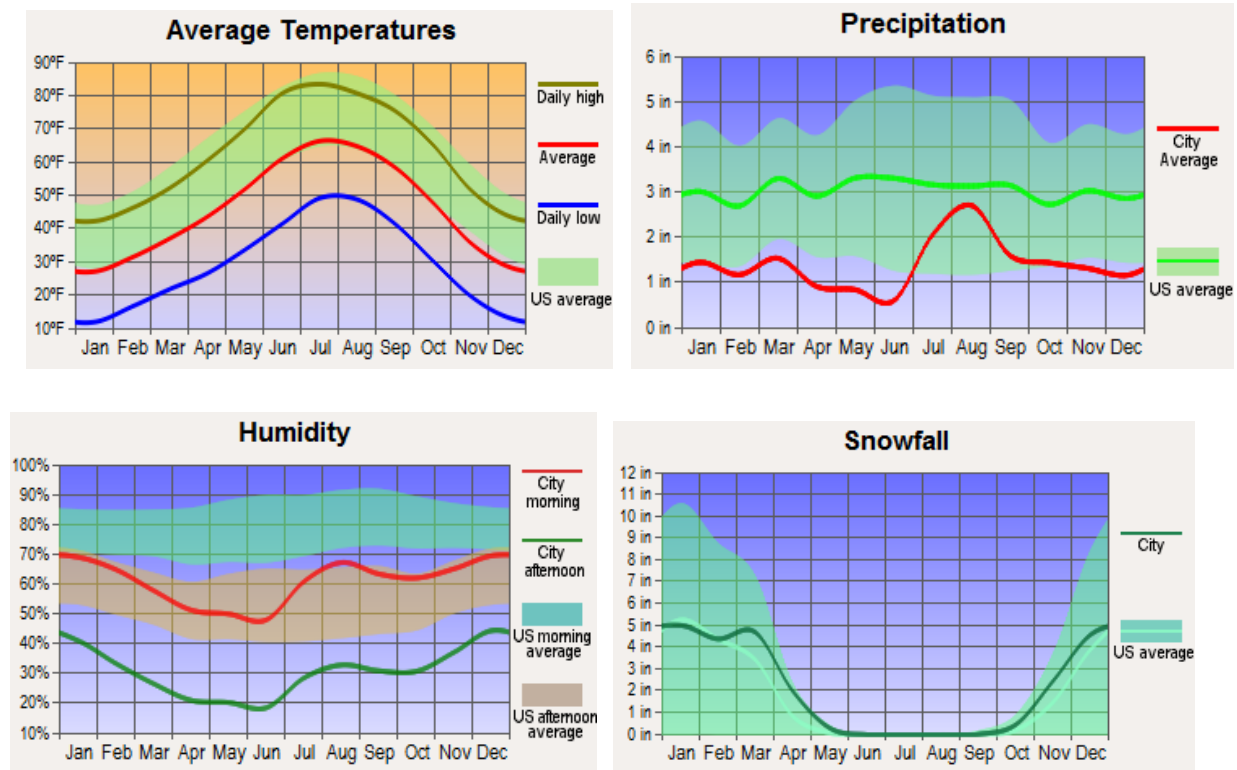 Average Temperatures
90ºF
80ºF
70ºF
60ºF
50ºF
40ºF
30ºF
20ºF
10ºF
Jan Feb Mar Apr May Jun Jul Aug Sep Oct Nov Dec
Daily high
Average
Daily low
US average
Precipitation
6 in
5 in
4 in
3 in
2 in
1 in
0 in
Jan Feb Mar Apr May Jun Jul Aug Sep Oct Nov Dec
City
Average
US average
Humidity
100%
90%
80%
70%
60%
50%
40%
30%
20%
10%
Jan Feb Mar Apr May Jun Jul Aug Sep Oct Nov Dec
City
morning
City
afternoon
US morning
average
US afternoon
average
Snowfall
12 in
11 in
10 in
9 in
8 in
7 in
6 in
5 in
4 in
3 in
2 in
1 in
0 in
Jan Feb Mar Apr May Jun Jul Aug Sep Oct Nov Dec
City
US average